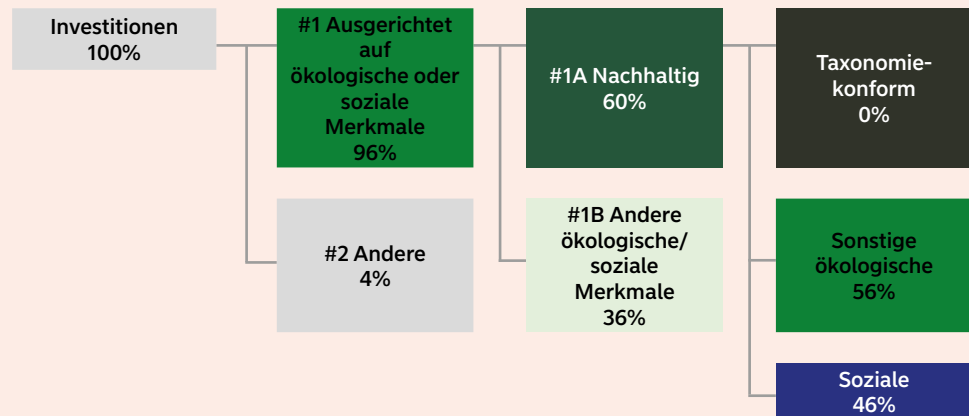 Investitionen
100%
#1 Ausgerichtet
auf
ökologische oder
soziale
Merkmale
96%
#1A Nachhaltig
60%
Taxonomie-
konform
0%
#2 Andere
4%
#1B Andere
ökologische/
soziale
Merkmale
36%
Sonstige
ökologische
56%
Soziale
46%